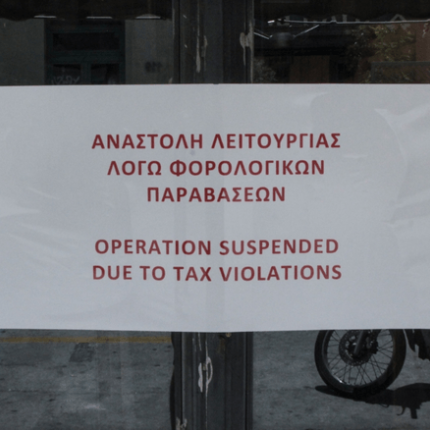 ΑΝΑΣΤΟΛΗ ΛΕΙΤΟΥΡΓΙΑΣ
ΛΟΓΩ ΦΟΡΟΛΟΓΙΚΩΝ
ΠΑΡΑΒΑΣΕΩΝ
OPERATION SUSPENDED
DUE TO TAX VIOLATIONS